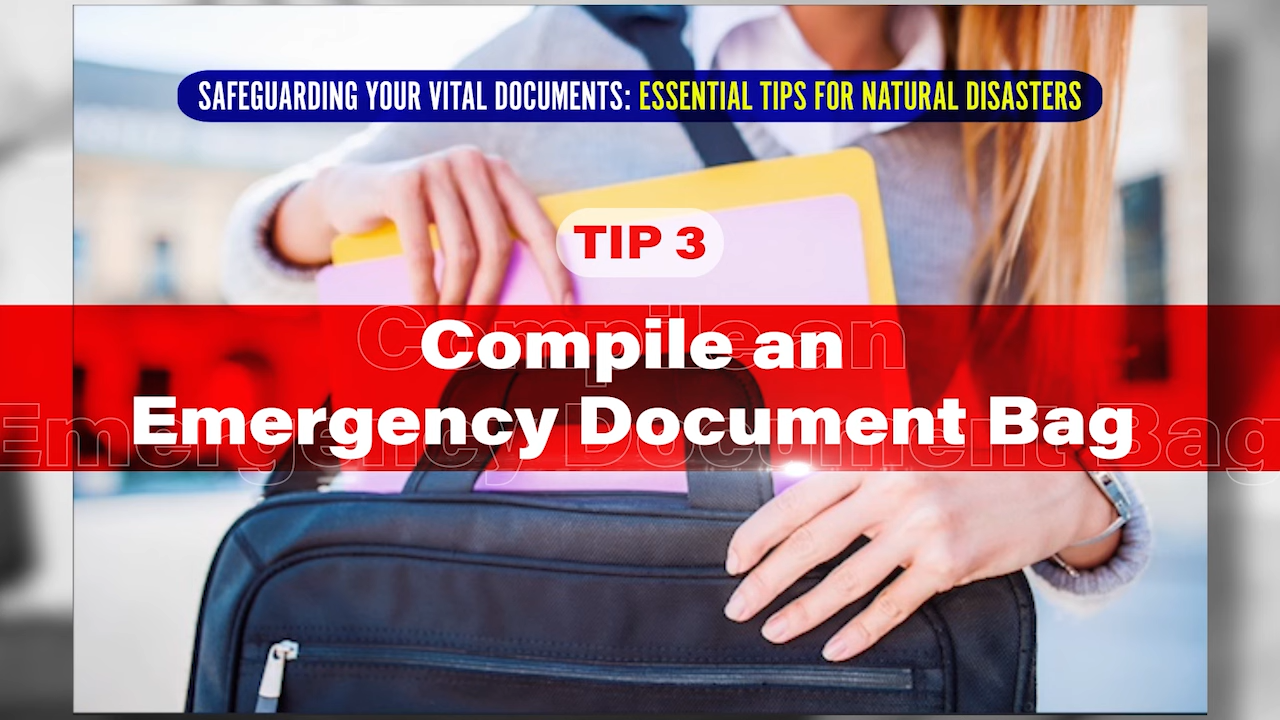 SAFEGUARDING YOUR VITAL DOCUMENTS: ESSENTIAL TIPS FOR NATURAL DISASTERS
TIP 3
Compile an
Emergency Document Bag